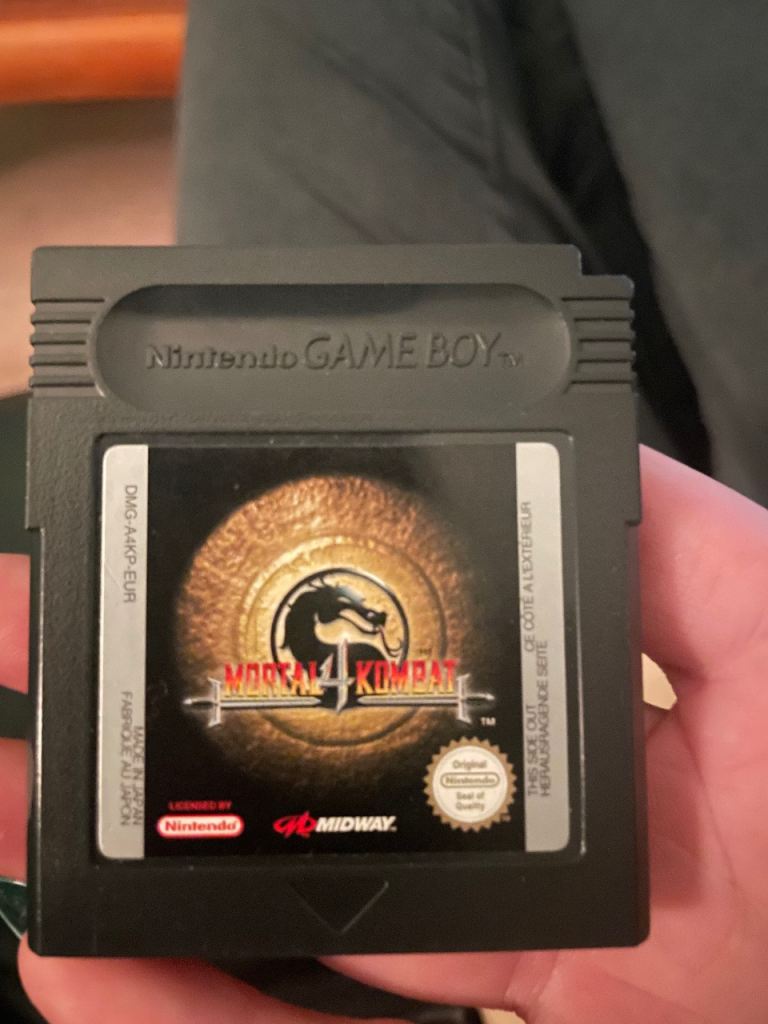 Nintendo GAME BOY™
DMG-A4KP-EUR
MADE IN JAPAN
FABRIQUÉ AU JAPON
MORTAL 4 KOMBAT
™
™
LICENSED BY
Nintendo
MIDWAY
Original
Nintendo
Seal of
Quality
THIS SIDE OUT
CE CÔTÉ A L'EXTÉRIEUR
HERAUSRAGENDE SEITE